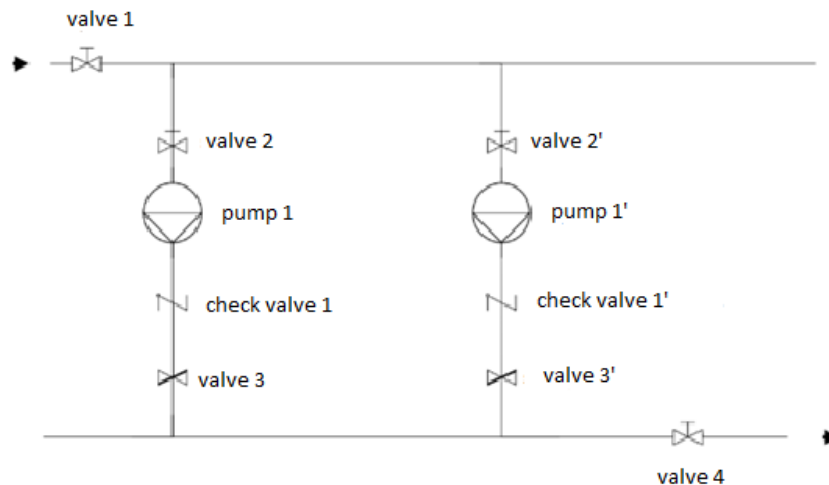 valve 1
valve 2
valve 2'
pump 1
pump 1'
check valve 1
check valve 1'
valve 3
valve 3'
valve 4